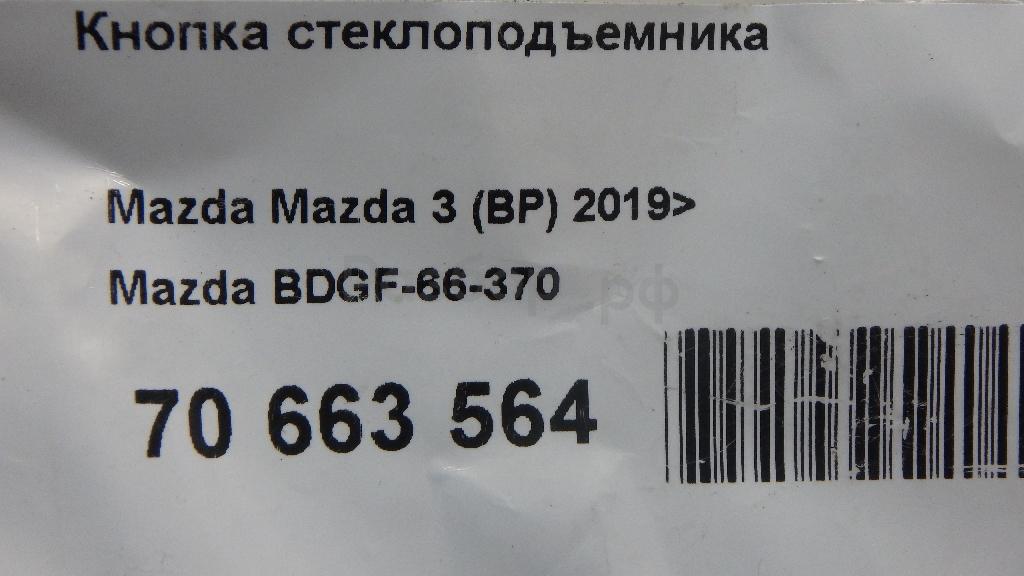 Кнопка стеклоподъемника
Mazda Mazda 3 (BP) 2019>
Mazda BDGF-66-370
70 663 564